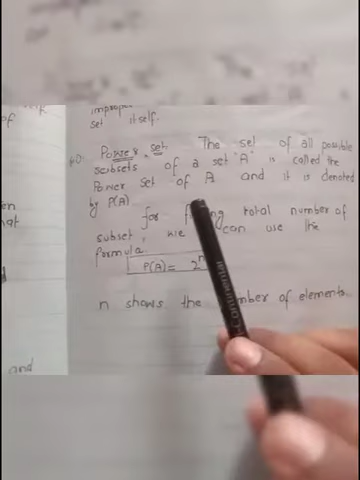 set itself.
Power set. The set of all possible
subsets of a set "A" is called the
Power set of A and it is denoted
by P(A)
for total number of
subset, we can use the
formula.
P(A) = 2ⁿ
n shows the number of elements.
and